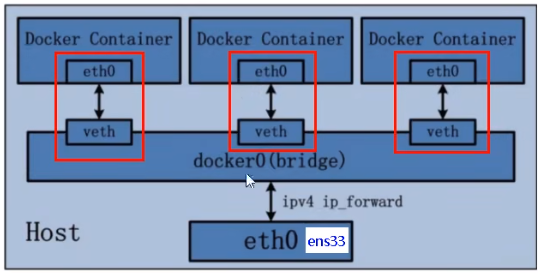 Docker Container Docker Container Docker Container
eth0 eth0 eth0
veth veth veth
docker0(bridge)
ipv4 ip_forward
Host
eth0 ens33